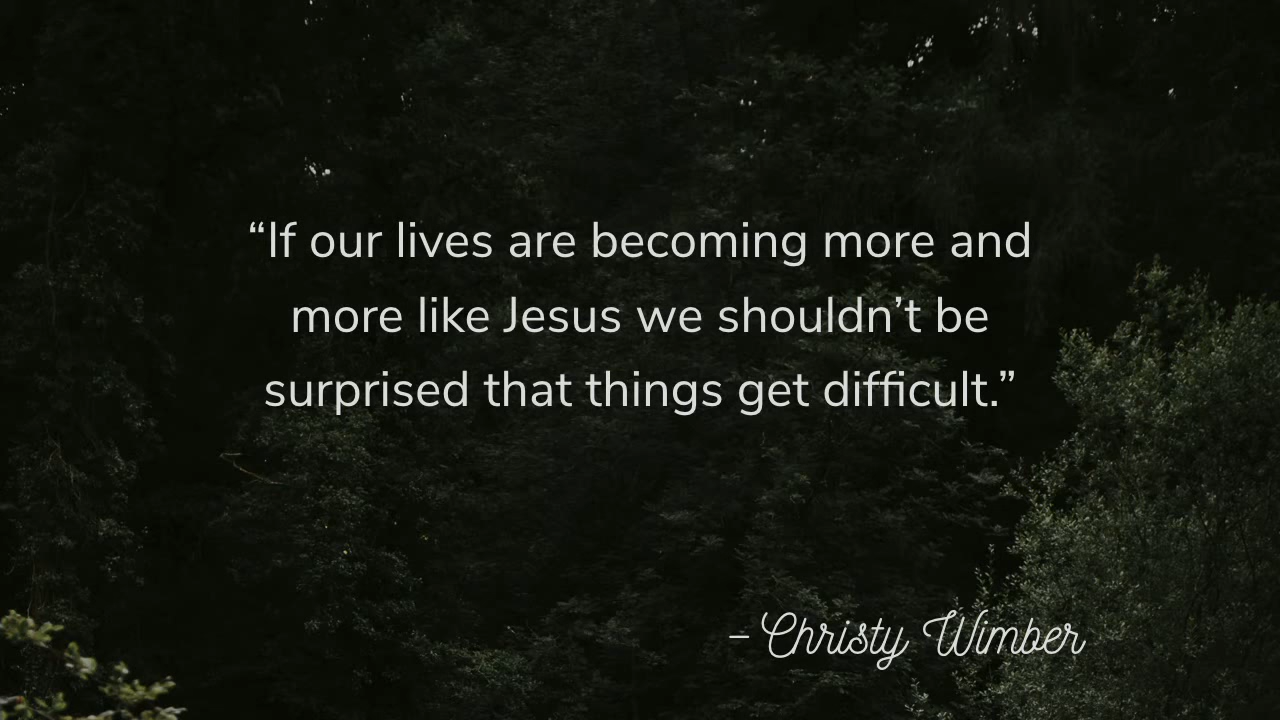 “If our lives are becoming more and
more like Jesus we shouldn’t be
surprised that things get difficult.”
– Christy Wimber